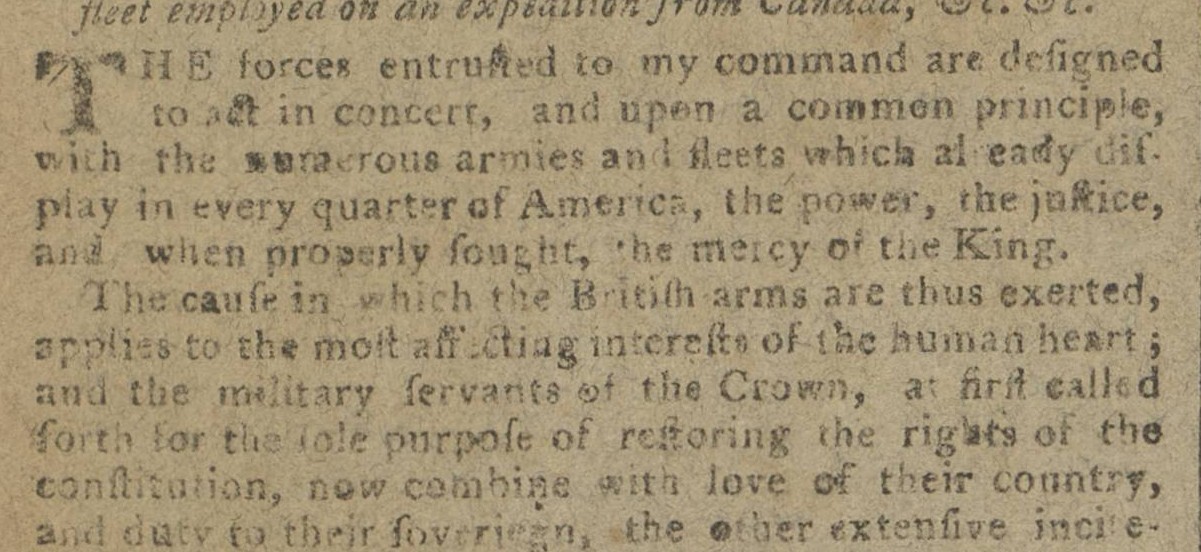 fleet employed on an expedition from Canada, &c. &c.
THE forces entruſted to my command are deſigned
to act in concert, and upon a common principle,
with the numerous armies and fleets which already diſ-
play in every quarter of America, the power, the juſtice,
and when properly ſought, the mercy of the King.
The cauſe in which the Britiſh arms are thus exerted,
applies to the moſt affecting intereſts of the human heart;
and the military ſervants of the Crown, at firſt called
forth for the ſole purpoſe of reſtoring the rights of the
conſtitution, now combine with love of their country,
and duty to their ſoveriegn, the other extenſive incite-